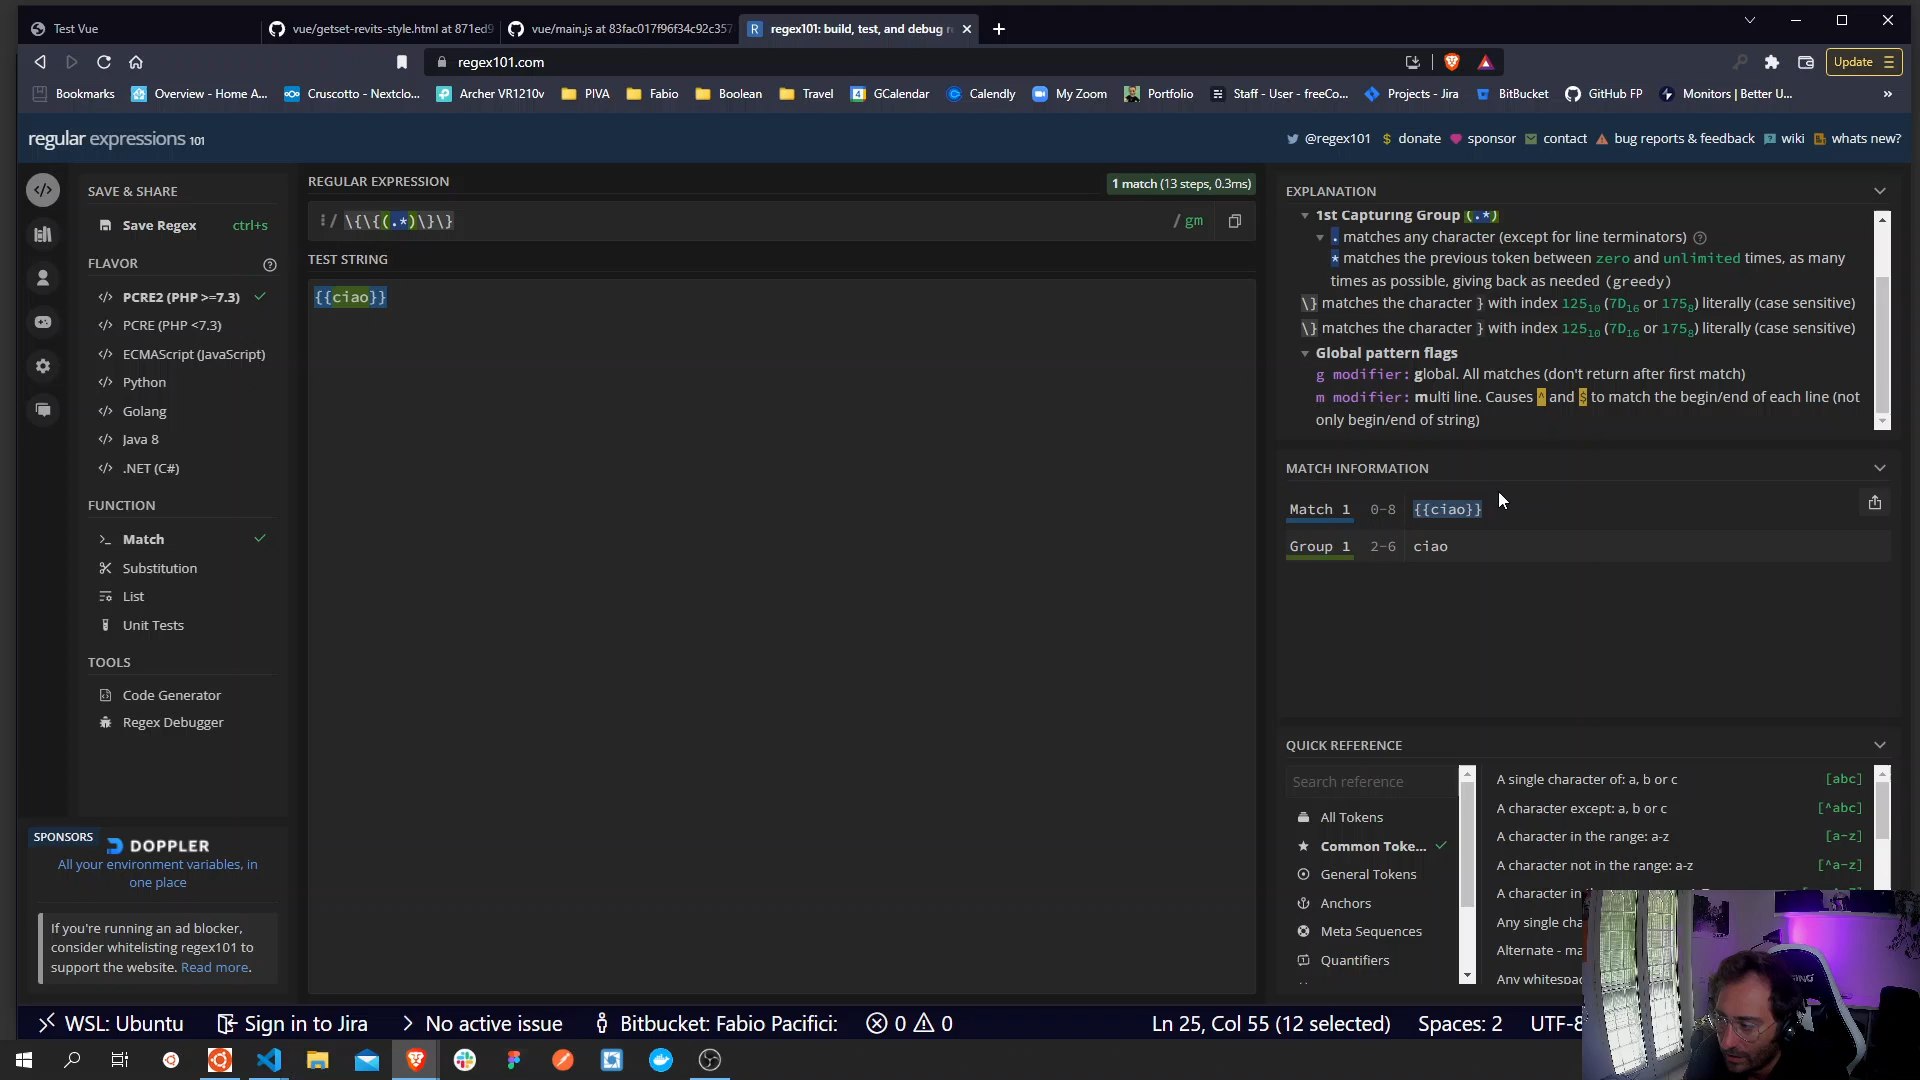 Test Vue
vue/getset-revits-style.html at 871ed9
vue/main.js at 83fac017f96f34c92c357
R regex101: build, test, and debug r
regex101.com
Update
Bookmarks
Overview - Home A...
Cruscotto - Nextclo...
Archer VR1210v
PIVA
Fabio
Boolean
Travel
GCalendar
Calendly
My Zoom
Portfolio
Staff - User - freeCo...
Projects - Jira
BitBucket
GitHub FP
Monitors | Better U...
»
regular expressions 101
@regex101
$ donate
sponsor
contact
bug reports & feedback
wiki
whats new?
SAVE & SHARE
Save Regex ctrl+s
FLAVOR
</> PCRE2 (PHP >=7.3)
</> PCRE (PHP <7.3)
</> ECMAScript (JavaScript)
</> Python
</> Golang
</> Java 8
</> .NET (C#)
FUNCTION
>_ Match
Substitution
List
Unit Tests
TOOLS
Code Generator
Regex Debugger
SPONSORS
DOPPLER
All your environment variables, in
one place
If you're running an ad blocker,
consider whitelisting regex101 to
support the website. Read more.
REGULAR EXPRESSION
1 match (13 steps, 0.3ms)
/ \{\{(.*)\}\} / gm
TEST STRING
{{ciao}}
EXPLANATION
1st Capturing Group (.*)
. matches any character (except for line terminators)
* matches the previous token between zero and unlimited times, as many
times as possible, giving back as needed (greedy)
\} matches the character } with index 125₁₀ (7D₁₆ or 175₈) literally (case sensitive)
\} matches the character } with index 125₁₀ (7D₁₆ or 175₈) literally (case sensitive)
Global pattern flags
g modifier: global. All matches (don't return after first match)
m modifier: multi line. Causes ^ and $ to match the begin/end of each line (not
only begin/end of string)
MATCH INFORMATION
Match 1 0-8 {{ciao}}
Group 1 2-6 ciao
QUICK REFERENCE
Search reference
All Tokens
Common Toke...
General Tokens
Anchors
Meta Sequences
Quantifiers
A single character of: a, b or c [abc]
A character except: a, b or c [^abc]
A character in the range: a-z [a-z]
A character not in the range: a-z [^a-z]
A character in
Any single cha
Alternate - ma
Any whitespac
WSL: Ubuntu
Sign in to Jira
No active issue
Bitbucket: Fabio Pacifici:
0
0
Ln 25, Col 55 (12 selected)
Spaces: 2
UTF-8